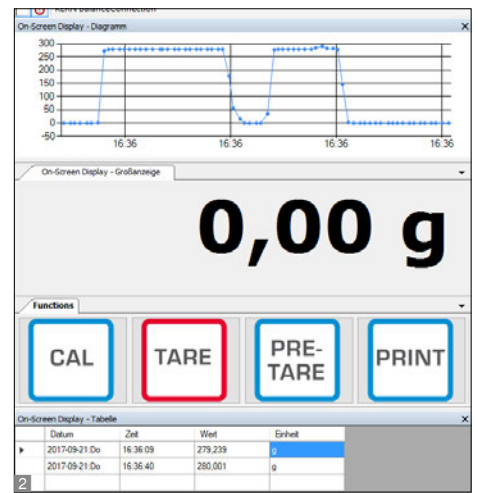 KERN BalanceConnection
On-Screen Display - Diagramm
300
250
200
150
100
50
0
-50
16:36 16:36 16:36 16:36
On-Screen Display - Großanzeige
0,00 g
Functions
CAL
TARE
PRE-
TARE
PRINT
On-Screen Display - Tabelle
Datum Zeit Wert Einheit
2017-09-21:Do 16:36:09 279,239 g
2017-09-21:Do 16:36:40 280,001 g
2